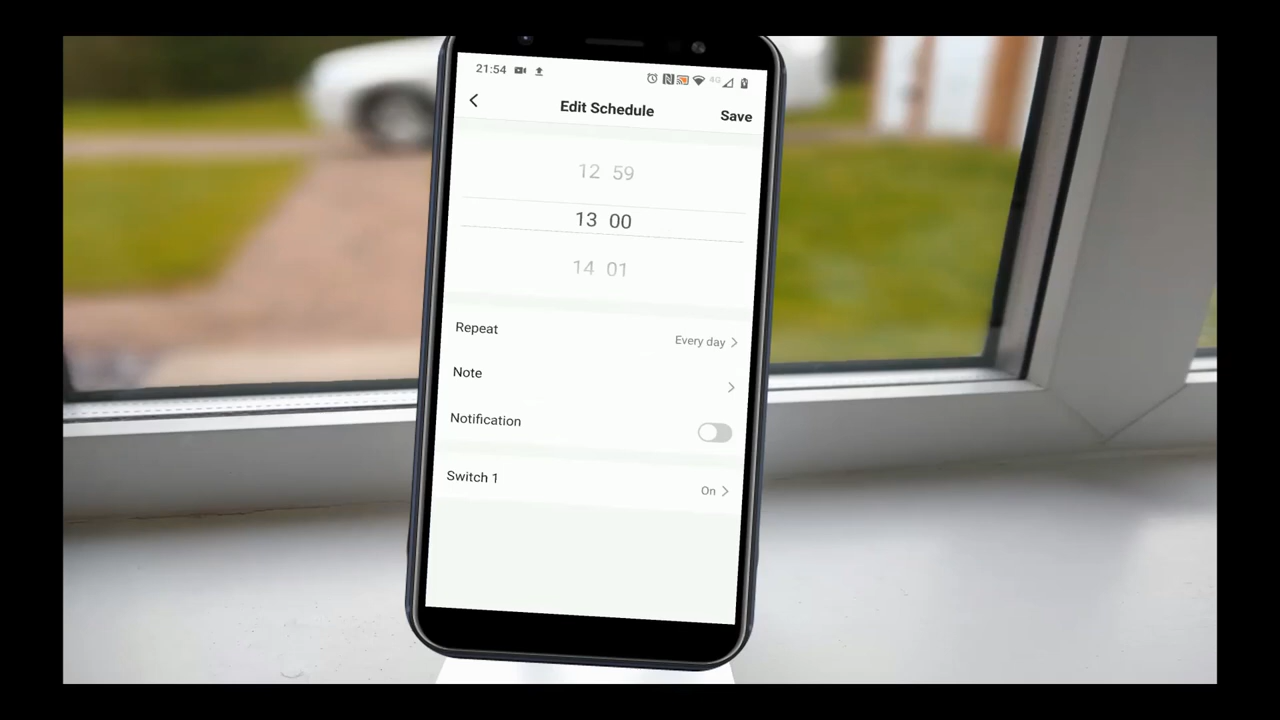 21:54 4G
Edit Schedule Save
12 59
13 00
14 01
Repeat Every day
Note
Notification
Switch 1 On